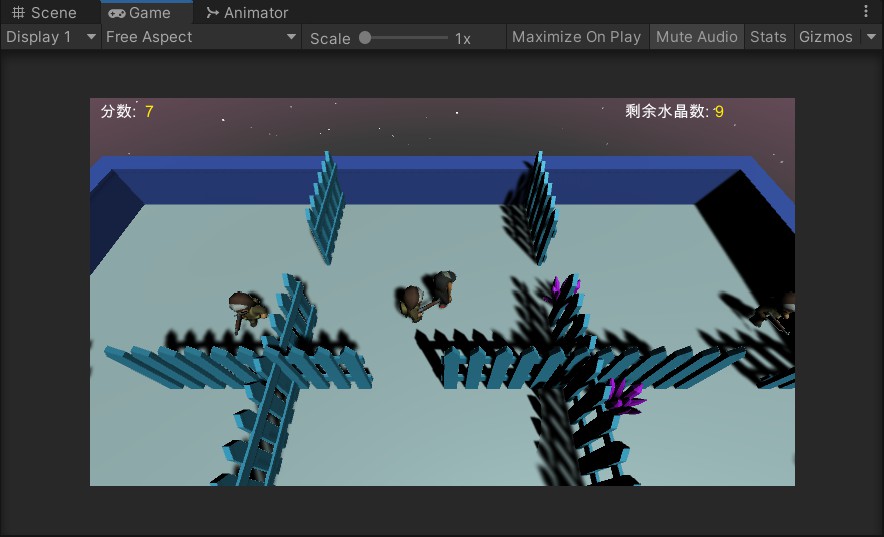 Scene Game Animator
Display 1 Free Aspect Scale 1x Maximize On Play Mute Audio Stats Gizmos
分数: 7 剩余水晶数: 9